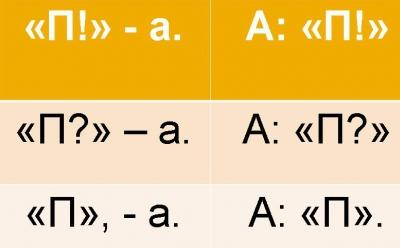 «П!» - а. А: «П!»
«П?» – а. А: «П?»
«П», - а. А: «П».